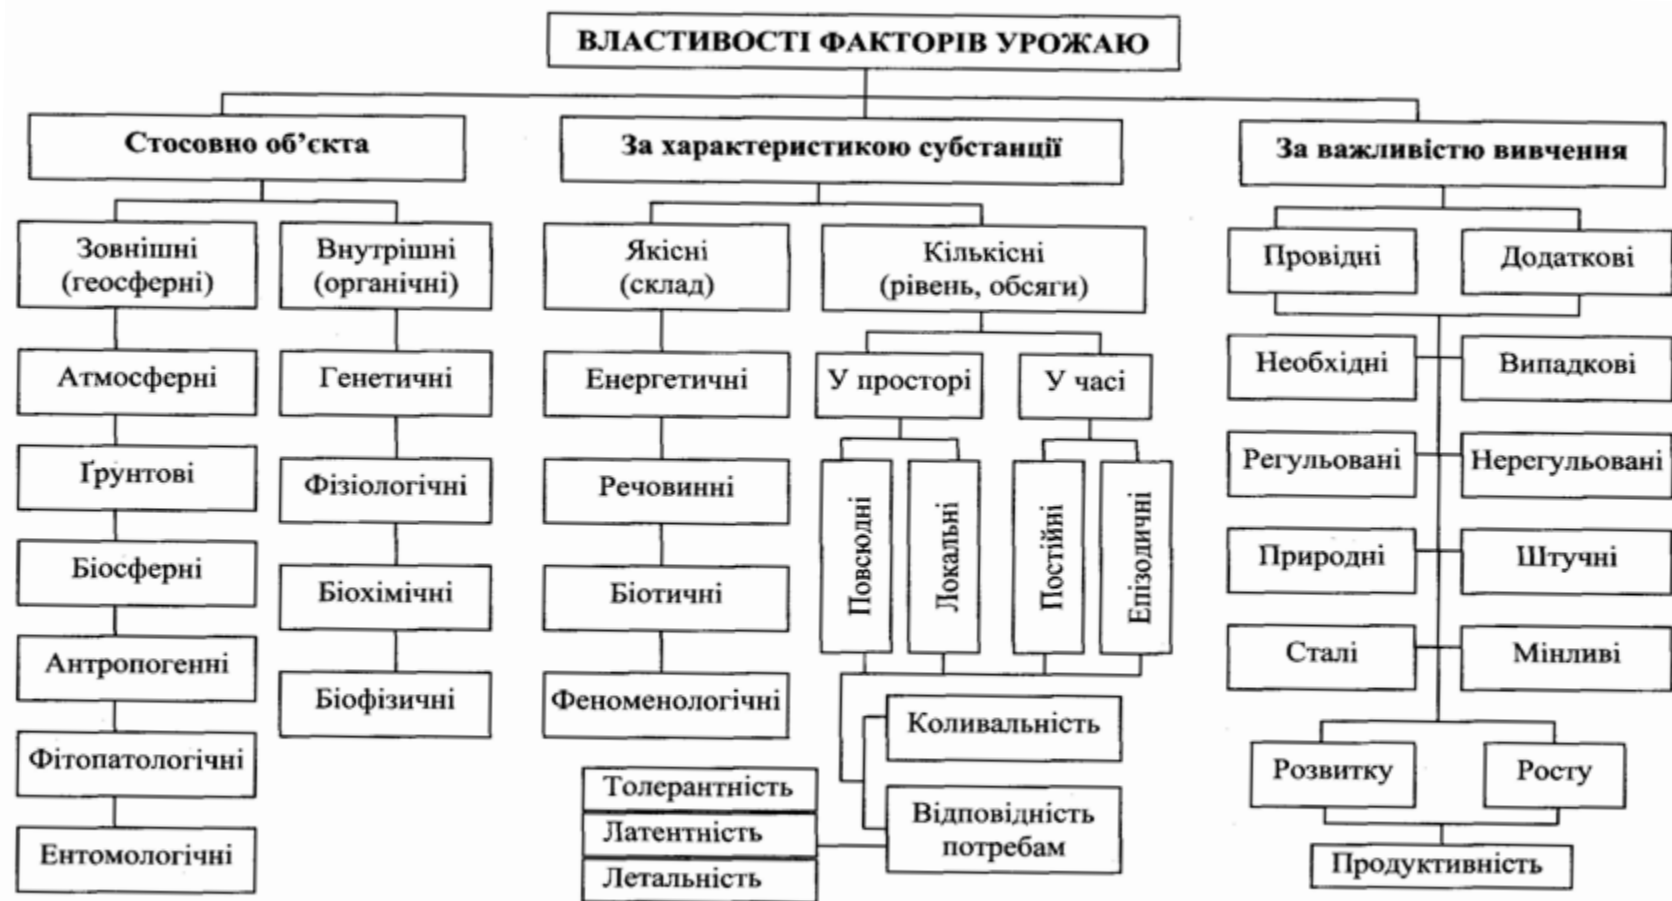 ВЛАСТИВОСТІ ФАКТОРІВ УРОЖАЮ
Стосовно об’єкта
Зовнішні
(геосферні)
Атмосферні
Ґрунтові
Біосферні
Антропогенні
Фітопатологічні
Ентомологічні
Внутрішні
(органічні)
Генетичні
Фізіологічні
Біохімічні
Біофізичні
За характеристикою субстанції
Якісні
(склад)
Енергетичні
Речовинні
Біотичні
Феноменологічні
Кількісні
(рівень, обсяги)
У просторі
Повсюдні
Локальні
У часі
Постійні
Епізодичні
Коливальність
Відповідність
потребам
Толерантність
Латентність
Летальність
За важливістю вивчення
Провідні
Додаткові
Необхідні
Випадкові
Регульовані
Нерегульовані
Природні
Штучні
Сталі
Мінливі
Розвитку
Росту
Продуктивність